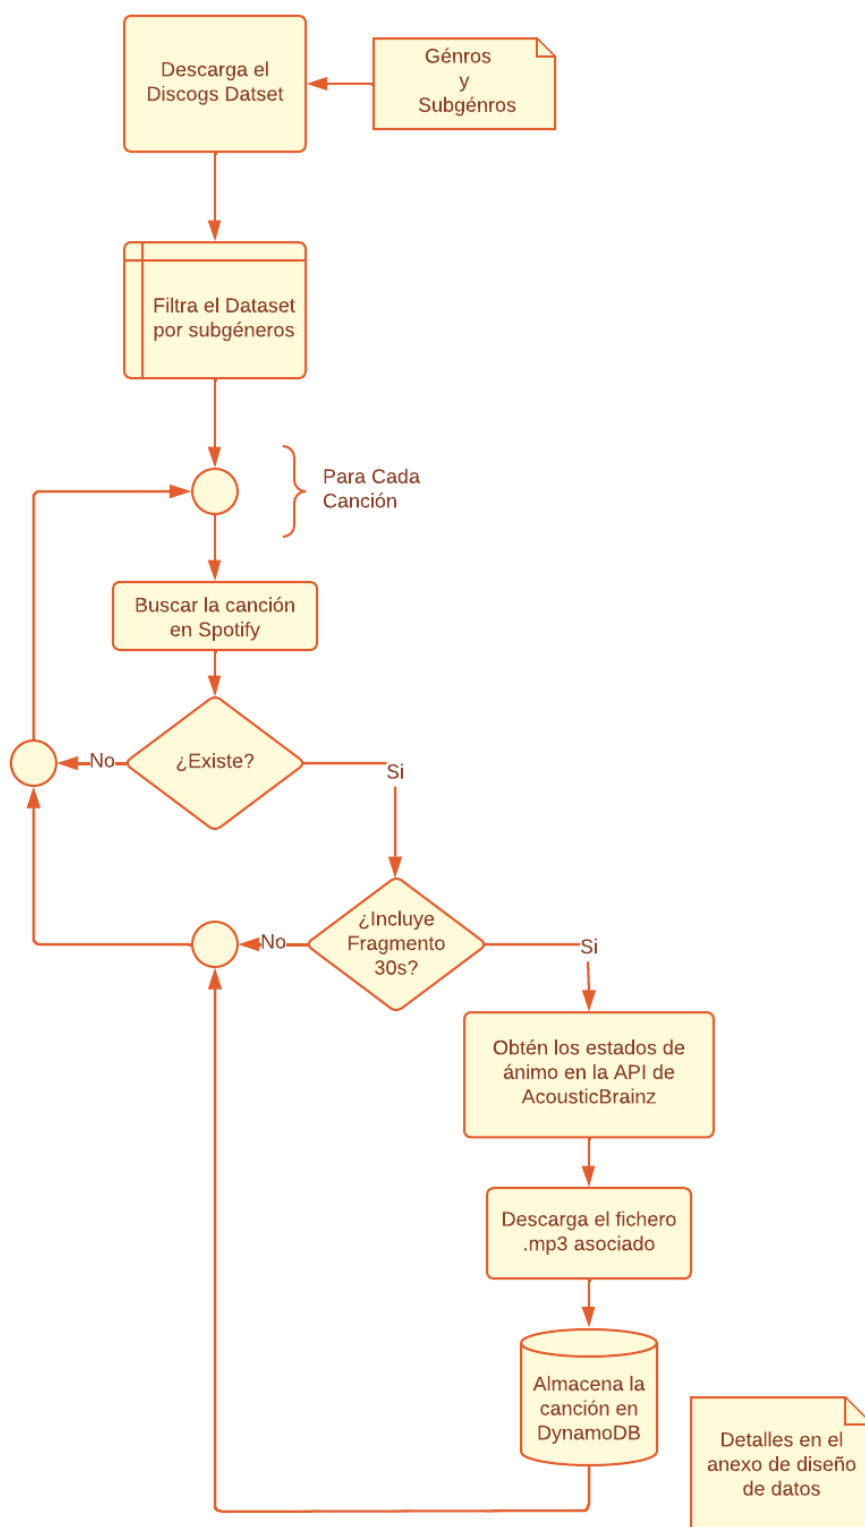 Descarga el
Discogs Datset
Génros
y
Subgénros
Filtra el Dataset
por subgéneros
Para Cada
Canción
Buscar la canción
en Spotify
¿Existe?
No
Si
¿Incluye
Fragmento
30s?
No
Si
Obtén los estados de
ánimo en la API de
AcousticBrainz
Descarga el fichero
.mp3 asociado
Almacena la
canción en
DynamoDB
Detalles en el
anexo de diseño
de datos